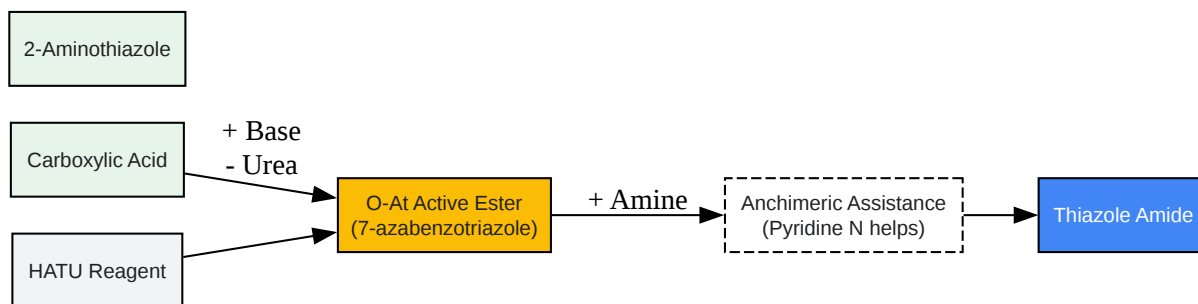 2-Aminothiazole
Carboxylic Acid
+ Base
- Urea
HATU Reagent
O-At Active Ester
(7-azabenzotriazole)
+ Amine
Anchimeric Assistance
(Pyridine N helps)
Thiazole Amide